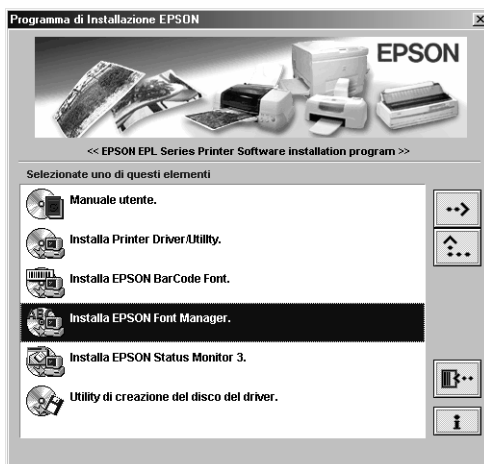 Programma di Installazione EPSON
EPSON
<< EPSON EPL Series Printer Software installation program >>
Selezionate uno di questi elementi
Manuale utente.
Installa Printer Driver/Utility.
Installa EPSON BarCode Font.
Installa EPSON Font Manager.
Installa EPSON Status Monitor 3.
Utility di creazione del disco del driver.